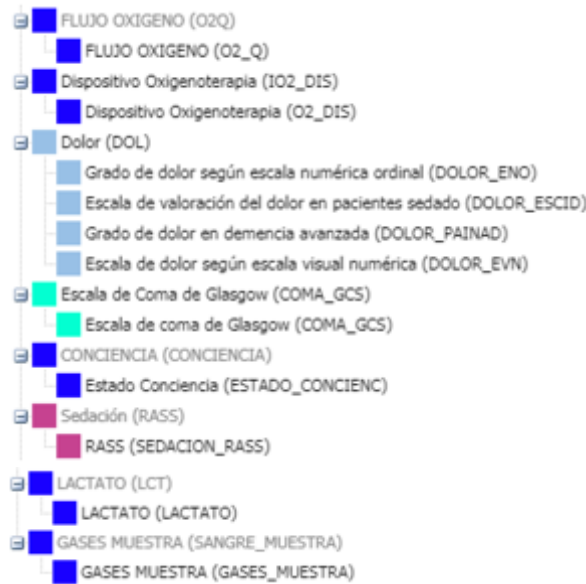 FLUJO OXIGENO (O2Q)
FLUJO OXIGENO (O2_Q)
Dispositivo Oxigenoterapia (IO2_DIS)
Dispositivo Oxigenoterapia (O2_DIS)
Dolor (DOL)
Grado de dolor según escala numérica ordinal (DOLOR_ENO)
Escala de valoración del dolor en pacientes sedado (DOLOR_ESCID)
Grado de dolor en demencia avanzada (DOLOR_PAINAD)
Escala de dolor según escala visual numérica (DOLOR_EVN)
Escala de Coma de Glasgow (COMA_GCS)
Escala de coma de Glasgow (COMA_GCS)
CONCIENCIA (CONCIENCIA)
Estado Conciencia (ESTADO_CONCIENC)
Sedación (RASS)
RASS (SEDACION_RASS)
LACTATO (LCT)
LACTATO (LACTATO)
GASES MUESTRA (SANGRE_MUESTRA)
GASES MUESTRA (GASES_MUESTRA)